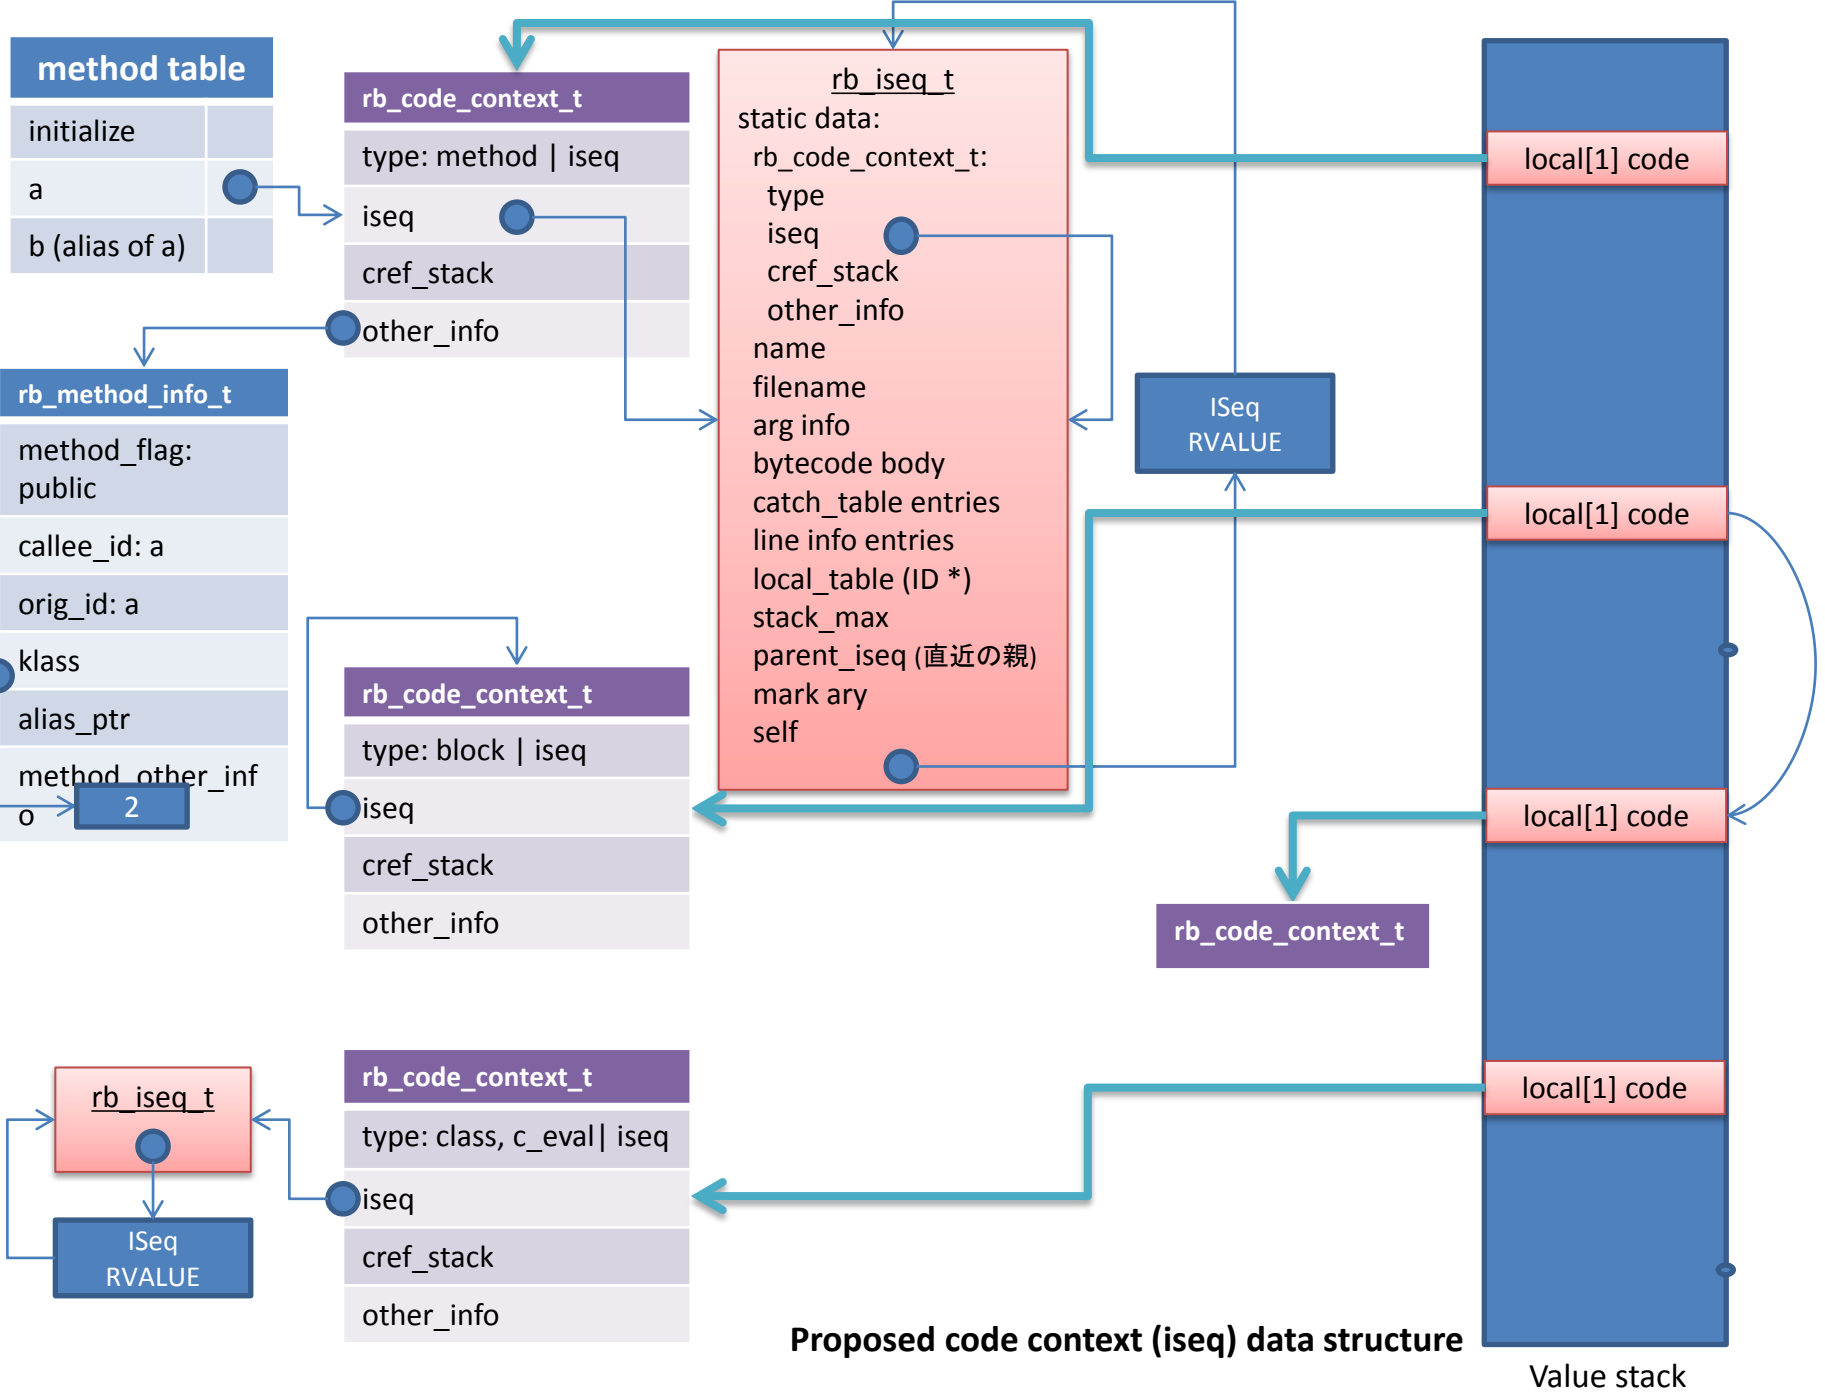 method table
initialize
a
b (alias of a)
rb_code_context_t
type: method | iseq
iseq
cref_stack
other_info
rb_method_info_t
method_flag:
public
callee_id: a
orig_id: a
klass
alias_ptr
method_other_inf
o
2
rb_iseq_t
static data:
rb_code_context_t:
type
iseq
cref_stack
other_info
name
filename
arg info
bytecode body
catch_table entries
line info entries
local_table (ID *)
stack_max
parent_iseq (直近の親)
mark ary
self
ISeq
RVALUE
rb_code_context_t
type: block | iseq
iseq
cref_stack
other_info
rb_code_context_t
local[1] code
local[1] code
local[1] code
local[1] code
rb_iseq_t
ISeq
RVALUE
rb_code_context_t
type: class, c_eval| iseq
iseq
cref_stack
other_info
Proposed code context (iseq) data structure
Value stack